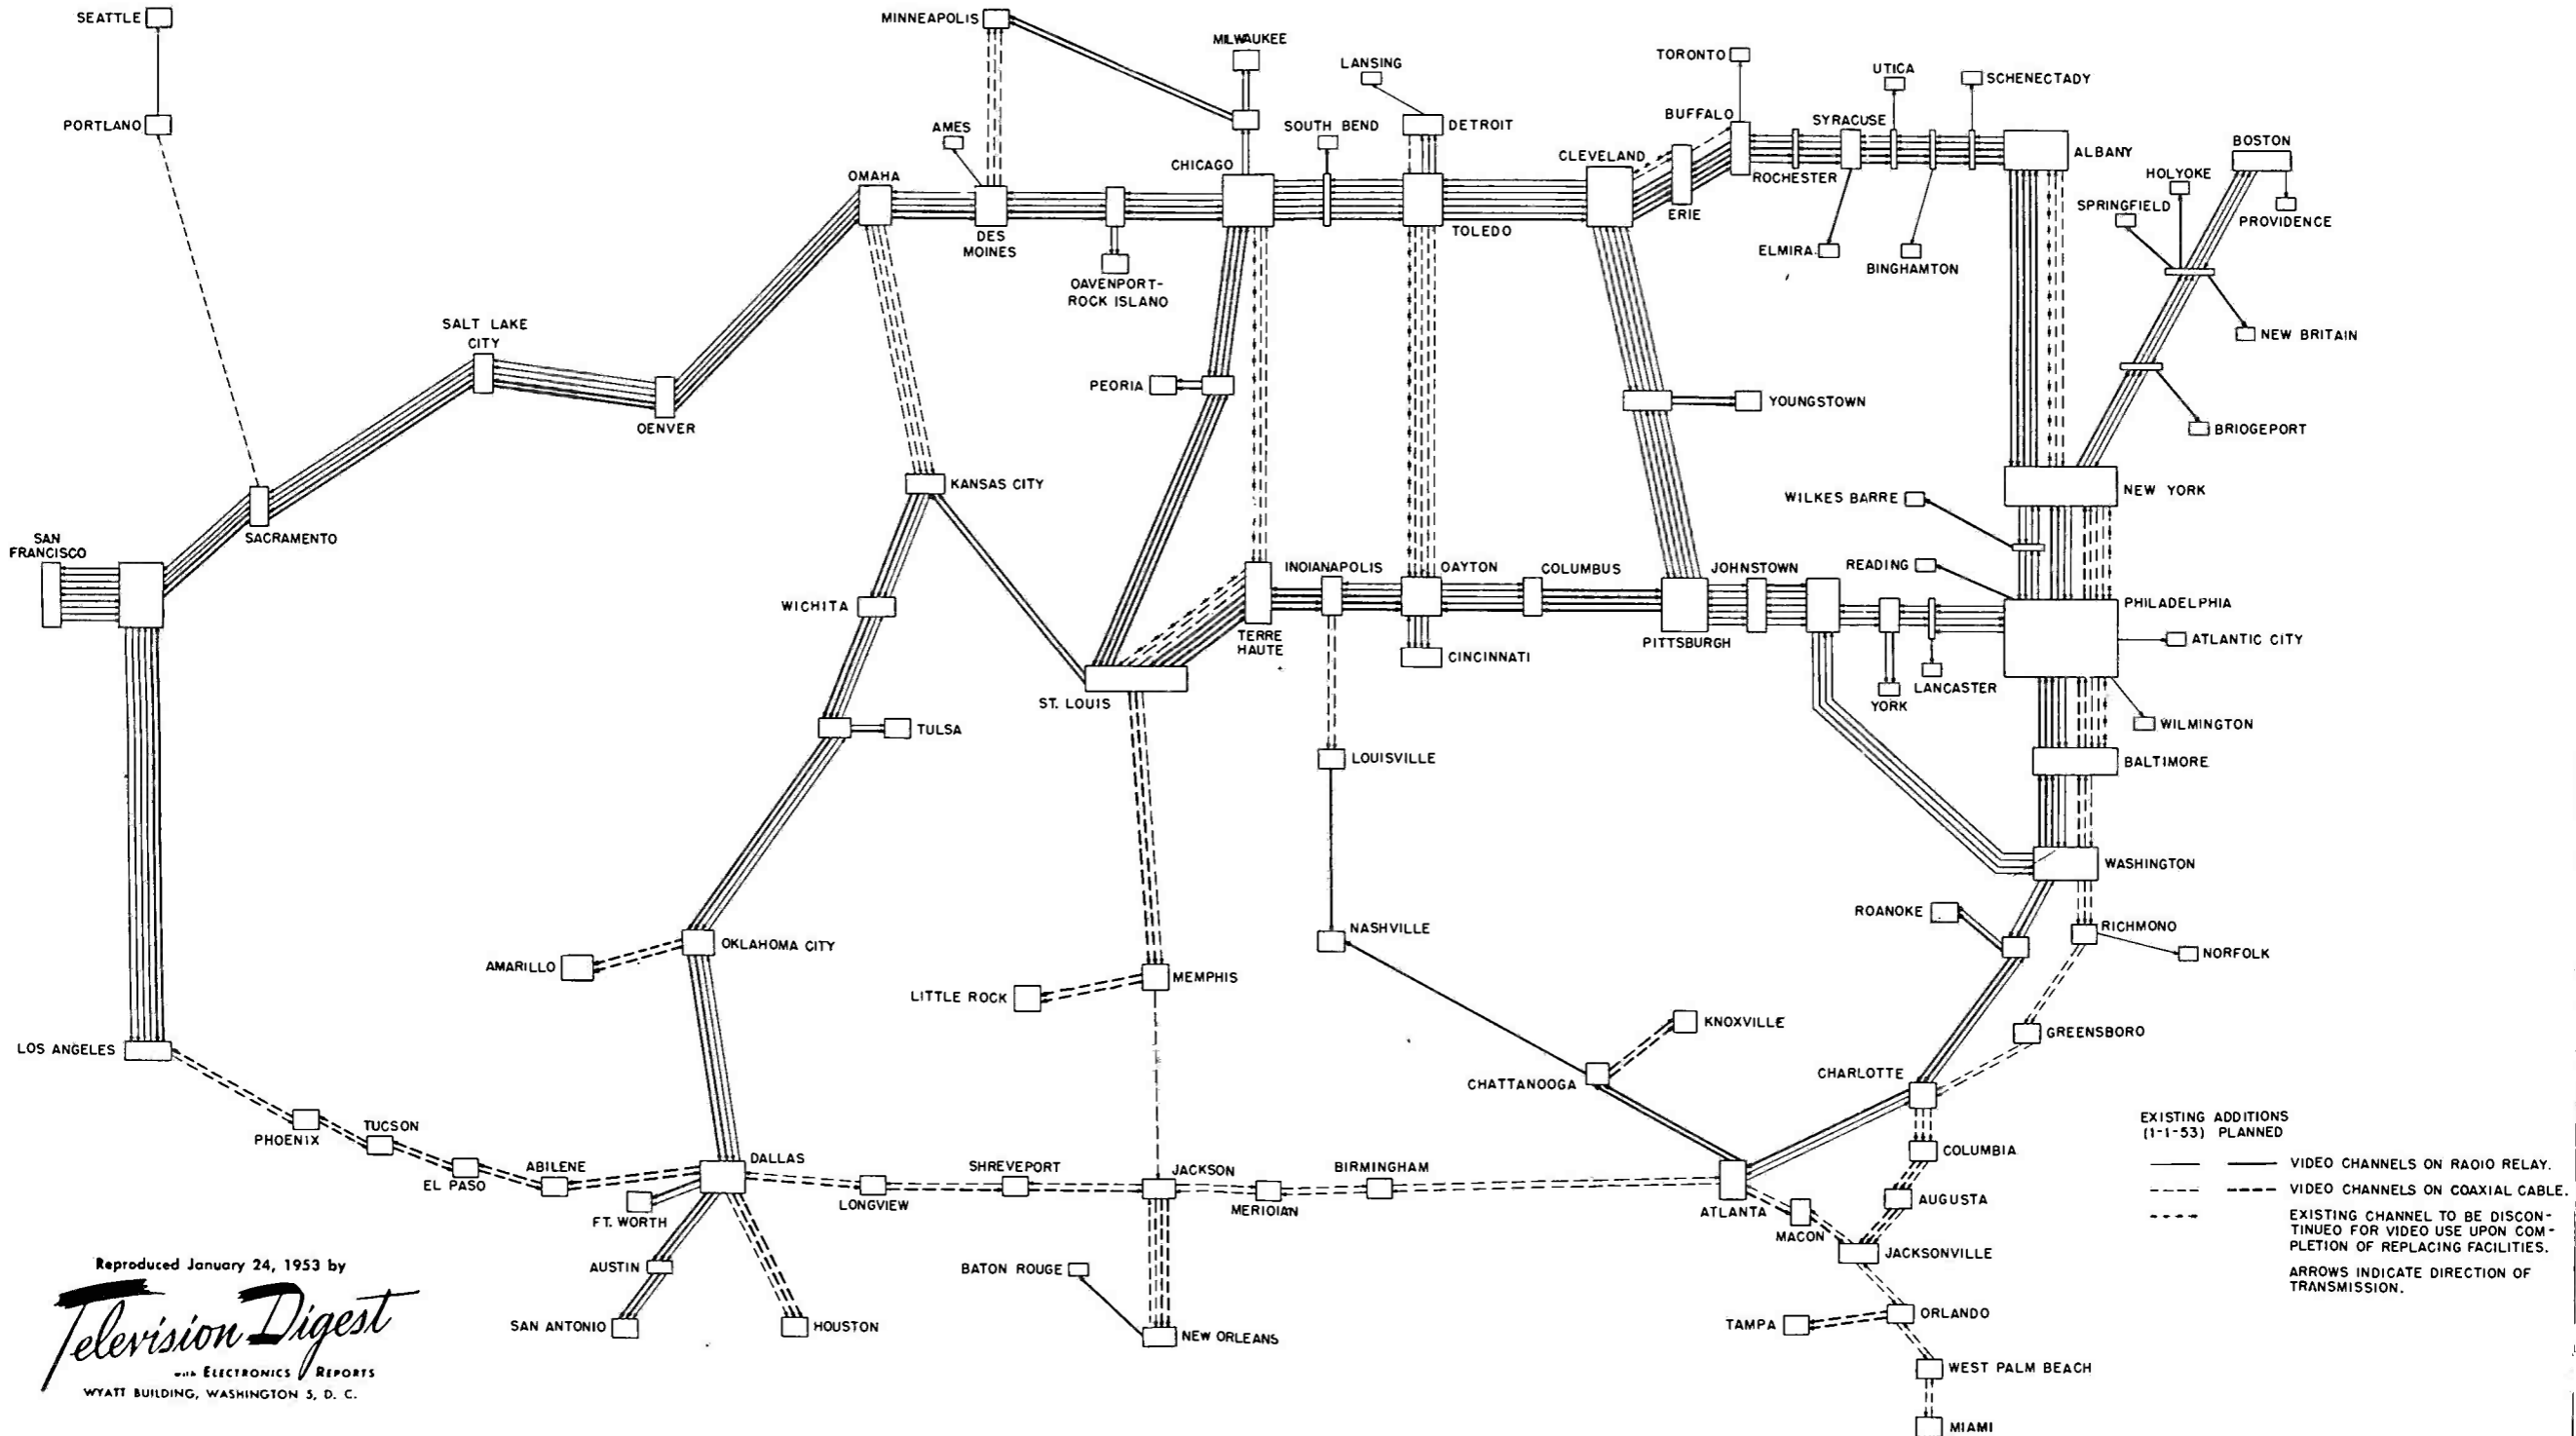 SEATTLE
MINNEAPOLIS
MILWAUKEE
LANSING
TORONTO
UTICA
SCHENECTADY
PORTLANO
AMES
SOUTH BEND
DETROIT
BUFFALO
SYRACUSE
ALBANY
BOSTON
OMAHA
CHICAGO
CLEVELAND
ROCHESTER
HOLYOKE
SPRINGFIELD
PROVIDENCE
DES
MOINES
TOLEDO
ERIE
ELMIRA
BINGHAMTON
OAVENPORT-
ROCK ISLANO
SALT LAKE
CITY
NEW BRITAIN
PEORIA
YOUNGSTOWN
OENVER
BRIOGEPORT
KANSAS CITY
WILKES BARRE
NEW YORK
SAN
FRANCISCO
SACRAMENTO
INOIANAPOLIS
OAYTON
COLUMBUS
JOHNSTOWN
READING
WICHITA
PHILADELPHIA
TERRE
HAUTE
PITTSBURGH
ATLANTIC CITY
CINCINNATI
ST. LOUIS
LANCASTER
YORK
TULSA
WILMINGTON
LOUISVILLE
BALTIMORE
WASHINGTON
ROANOKE
NASHVILLE
RICHMONO
OKLAHOMA CITY
NORFOLK
AMARILLO
MEMPHIS
LITTLE ROCK
KNOXVILLE
GREENSBORO
LOS ANGELES
CHATTANOOGA
CHARLOTTE
PHOENIX
TUCSON
EL PASO
ABILENE
DALLAS
SHREVEPORT
JACKSON
BIRMINGHAM
COLUMBIA
FT. WORTH
LONGVIEW
MERIOIAN
ATLANTA
AUGUSTA
MACON
JACKSONVILLE
AUSTIN
BATON ROUGE
SAN ANTONIO
HOUSTON
NEW ORLEANS
TAMPA
ORLANDO
WEST PALM BEACH
MIAMI
EXISTING ADDITIONS
(1-1-53) PLANNED
VIDEO CHANNELS ON RAOIO RELAY.
VIDEO CHANNELS ON COAXIAL CABLE.
EXISTING CHANNEL TO BE DISCON-
TINUEO FOR VIDEO USE UPON COM-
PLETION OF REPLACING FACILITIES.
ARROWS INDICATE DIRECTION OF
TRANSMISSION.
Reproduced January 24, 1953 by
Television Digest
with ELECTRONICS REPORTS
WYATT BUILDING, WASHINGTON 5, D. C.